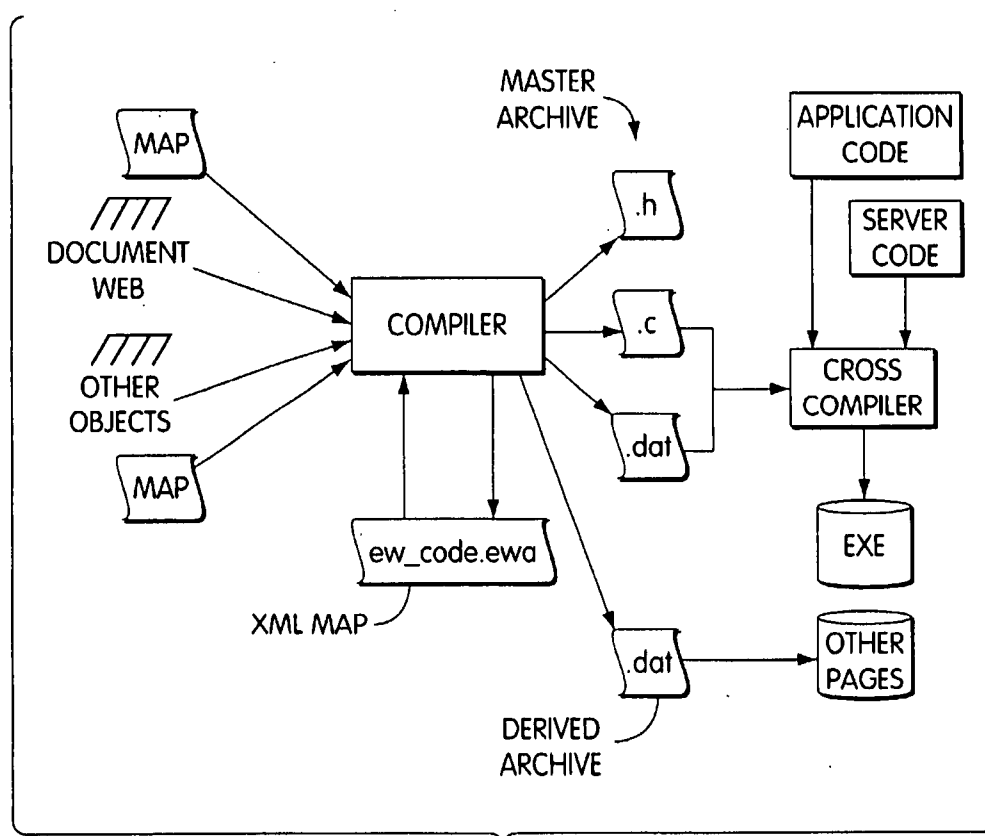 MASTER
ARCHIVE
MAP
APPLICATION
CODE
.h
SERVER
CODE
DOCUMENT
WEB
COMPILER
.c
OTHER
OBJECTS
CROSS
COMPILER
.dat
MAP
ew_code.ewa
EXE
XML MAP
.dat
OTHER
PAGES
DERIVED
ARCHIVE